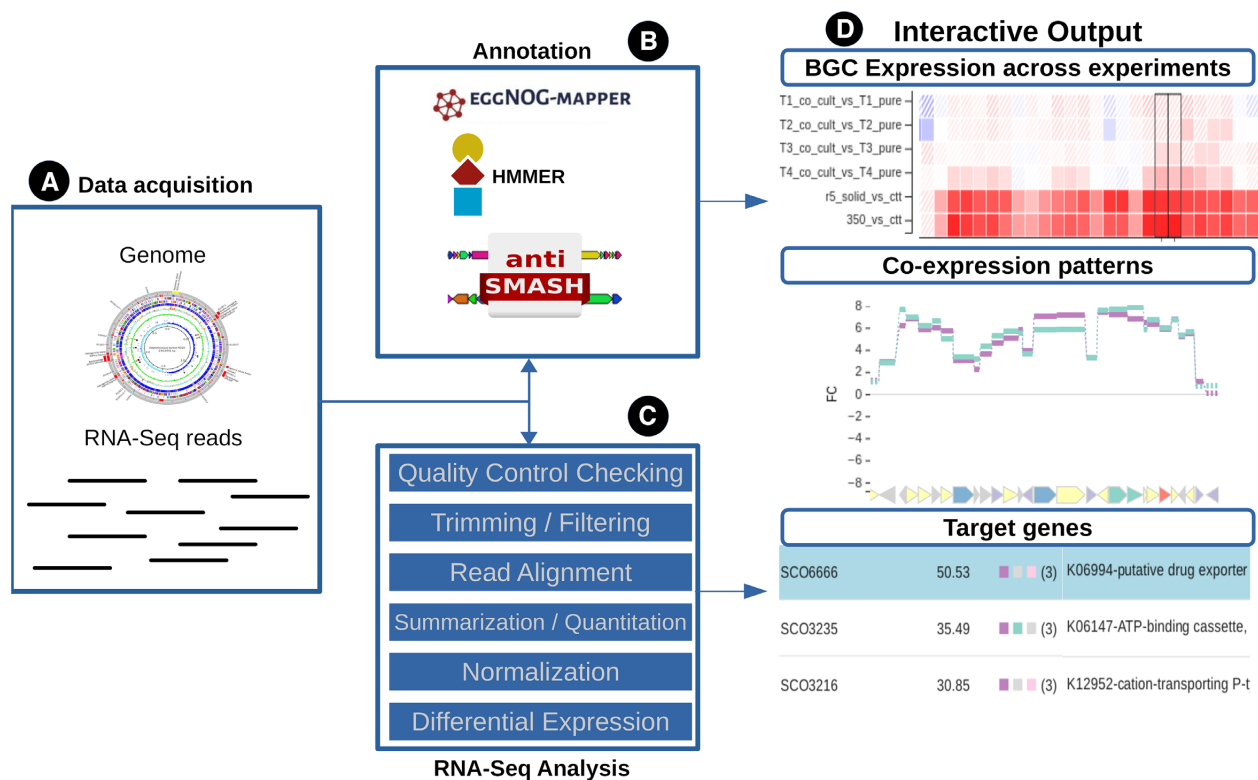 A Data acquisition
Genome
RNA-Seq reads
Annotation B
eggNOG-MAPPER
HMMER
anti
SMASH
C
Quality Control Checking
Trimming / Filtering
Read Alignment
Summarization / Quantitation
Normalization
Differential Expression
RNA-Seq Analysis
D Interactive Output
BGC Expression across experiments
T1_co_cult_vs_T1_pure
T2_co_cult_vs_T2_pure
T3_co_cult_vs_T3_pure
T4_co_cult_vs_T4_pure
r5_solid_vs_ctt
350_vs_ctt
Co-expression patterns
8
6
4
2
0
−2
−4
−6
−8
FC
Target genes
SCO6666 50.53 (3) K06994-putative drug exporter
SCO3235 35.49 (3) K06147-ATP-binding cassette,
SCO3216 30.85 (3) K12952-cation-transporting P-t